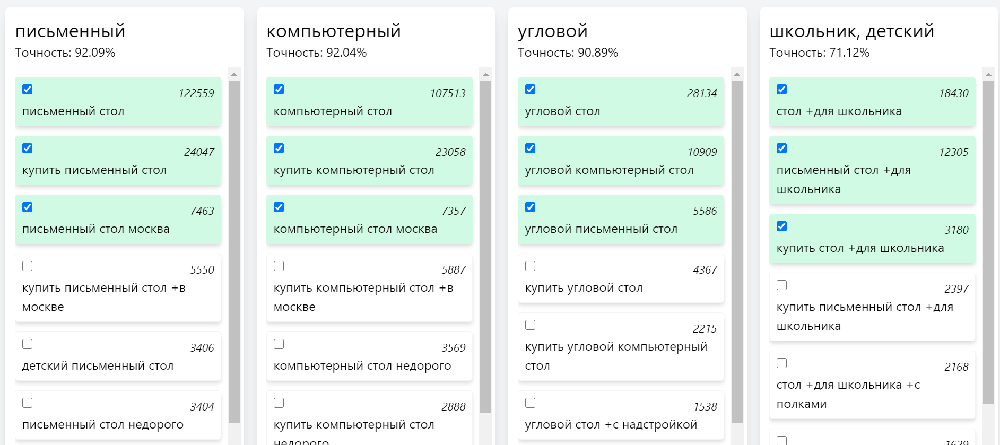 письменный
Точность: 92.09%
122559
письменный стол
24047
купить письменный стол
7463
письменный стол москва
5550
купить письменный стол +в
москве
3406
детский письменный стол
3404
письменный стол недорого
компьютерный
Точность: 92.04%
107513
компьютерный стол
23058
купить компьютерный стол
7357
компьютерный стол москва
5887
купить компьютерный стол +в
москве
3569
компьютерный стол недорого
2888
купить компьютерный стол
недорого
угловой
Точность: 90.89%
28134
угловой стол
10909
угловой компьютерный стол
5586
угловой письменный стол
4367
купить угловой стол
2215
купить угловой компьютерный
стол
1538
угловой стол +с надстройкой
школьник, детский
Точность: 71.12%
18430
стол +для школьника
12305
письменный стол +для
школьника
3180
купить стол +для школьника
2397
купить письменный стол +для
школьника
2168
стол +для школьника +с
полками
1629